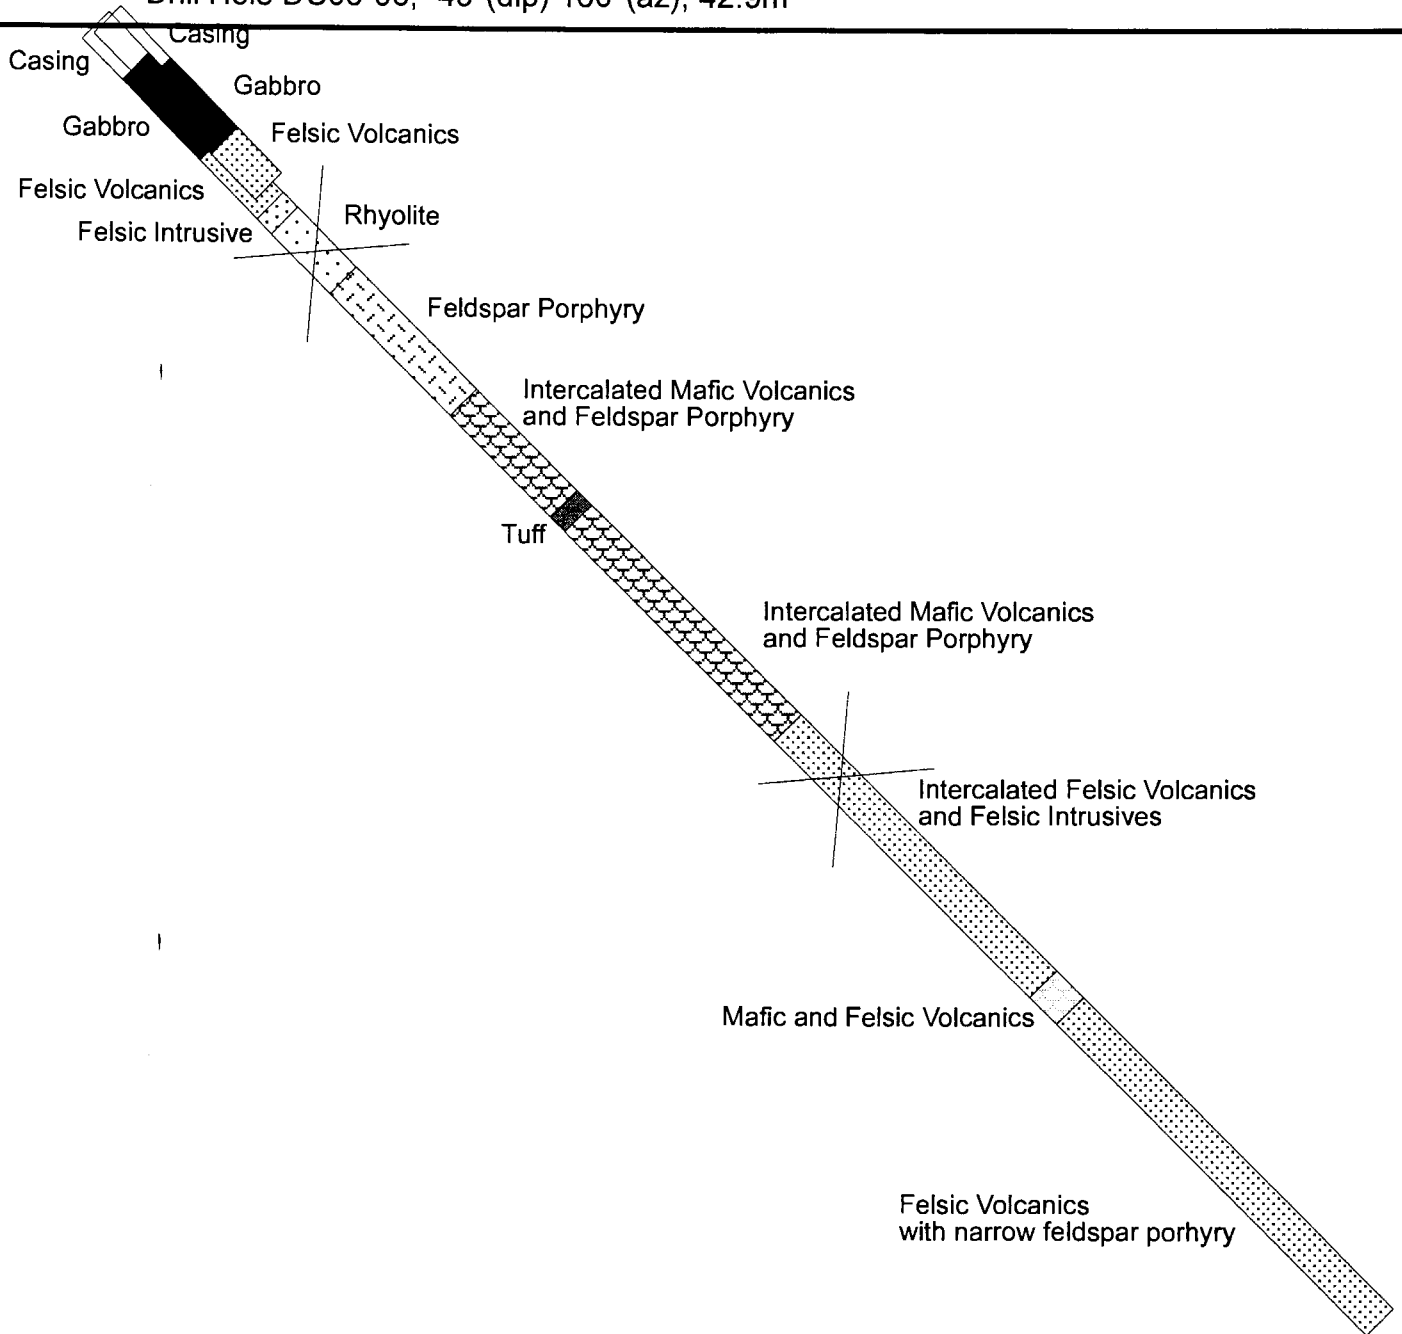 Casing
Casing
Gabbro
Gabbro
Felsic Volcanics
Felsic Volcanics
Rhyolite
Felsic Intrusive
Feldspar Porphyry
Intercalated Mafic Volcanics
and Feldspar Porphyry
Tuff
Intercalated Mafic Volcanics
and Feldspar Porphyry
Intercalated Felsic Volcanics
and Felsic Intrusives
Mafic and Felsic Volcanics
Felsic Volcanics
with narrow feldspar porhyry